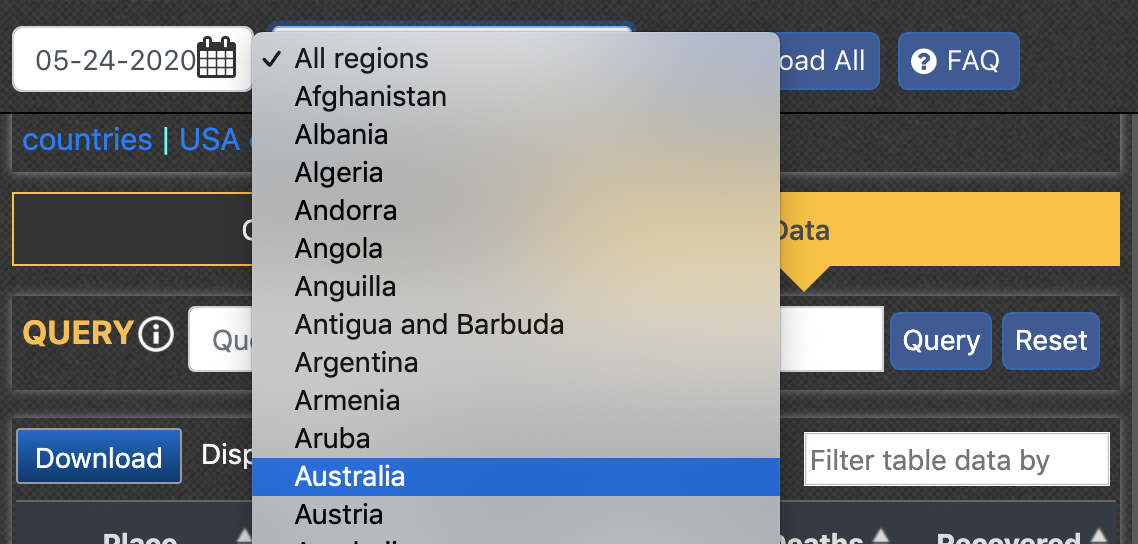 05-24-2020
✓ All regions
oad All
FAQ
Afghanistan
countries | USA
Albania
Algeria
Andorra
Data
Angola
Anguilla
QUERY
Antigua and Barbuda
Query
Reset
Argentina
Armenia
Aruba
Download
Disp
Filter table data by
Australia
Austria
Place
Deaths
Recovered